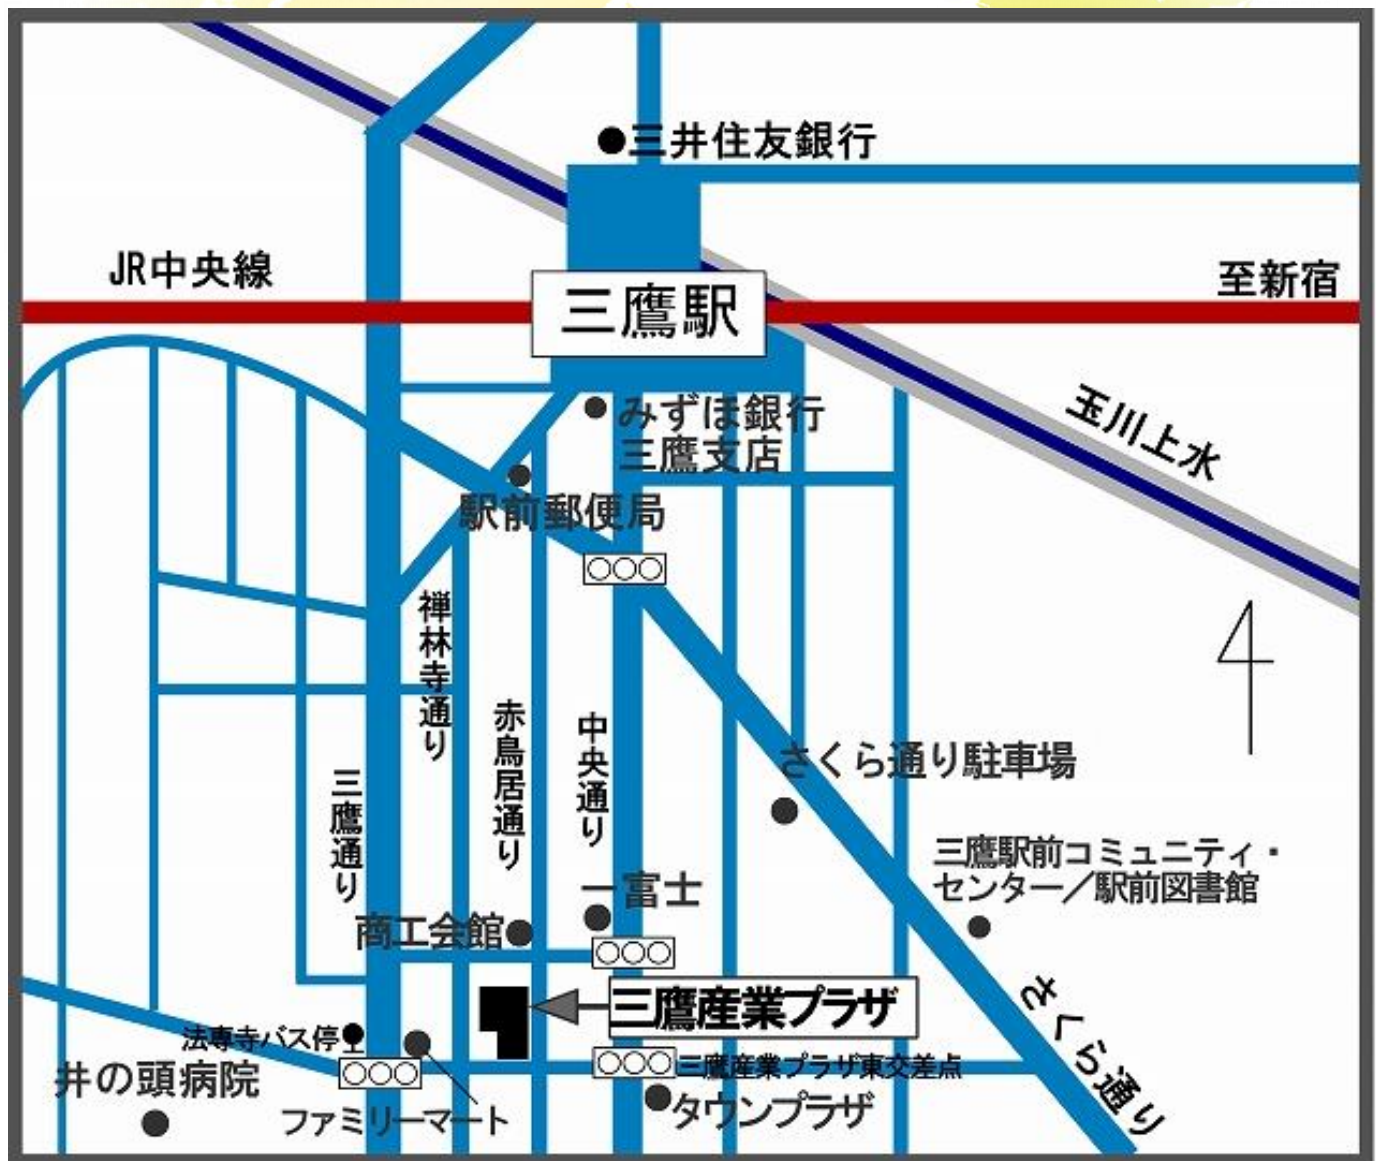 三井住友銀行
JR中央線
至新宿
三鷹駅
玉川上水
みずほ銀行
三鷹支店
駅前郵便局
禅林寺通り
赤鳥居通り
中央通り
三鷹通り
さくら通り駐車場
三鷹駅前コミュニティ・
センター／駅前図書館
一富士
商工会館
三鷹産業プラザ
さくら通り
法専寺バス停
三鷹産業プラザ東交差点
井の頭病院
ファミリーマート
タウンプラザ